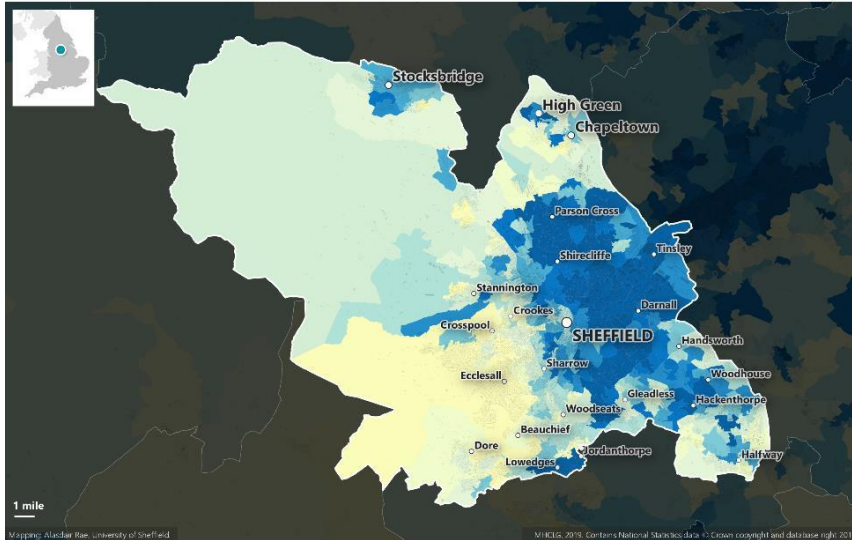 Stocksbridge
High Green
Chapeltown
Parson Cross
Shirecliffe
Tinsley
Stannington
Crookes
Darnall
Crosspool
SHEFFIELD
Handsworth
Sharrow
Woodhouse
Ecclesall
Gleadless
Hackenthorpe
Woodseats
Beauchief
Dore
Jordanthorpe
Lowedges
Halfway
1 mile
Mapping: Alasdair Rae, University of Sheffield.
MHCLG, 2019. Contains National Statistics data © Crown copyright and database right